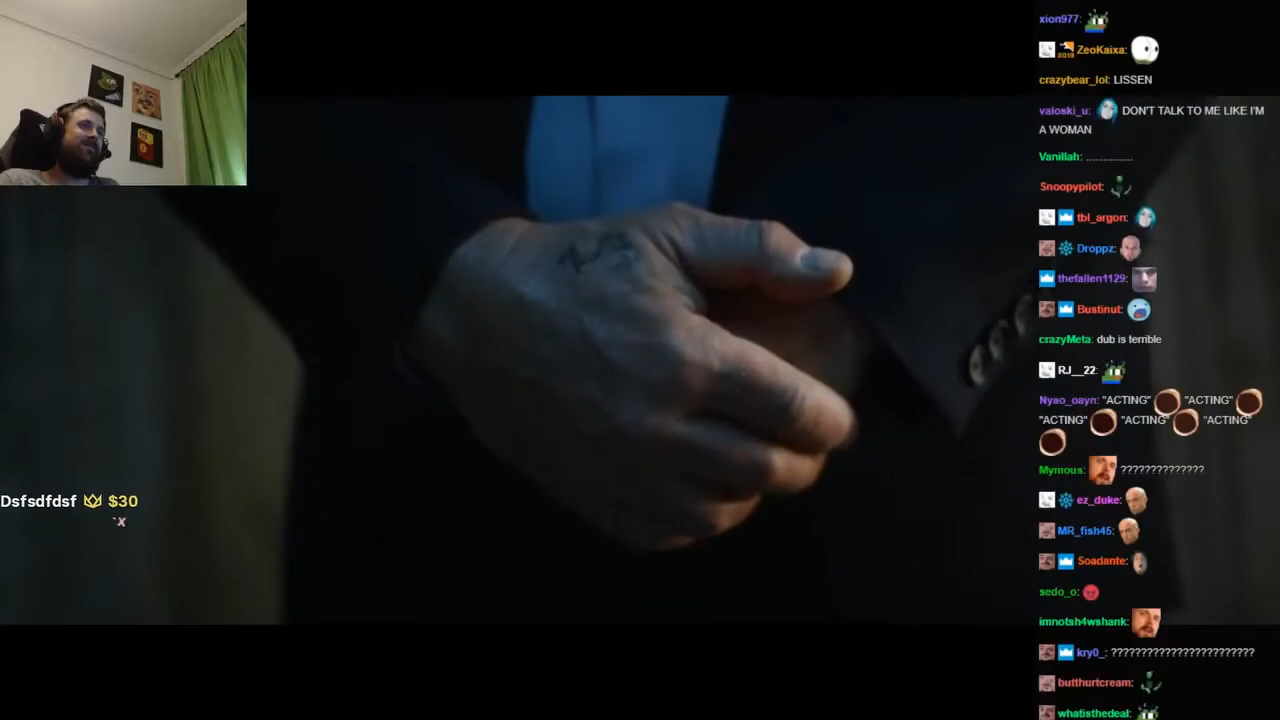 xion977:
2019 ZeoKaixa:
crazybear_lol: LISSEN
valoski_u: DON'T TALK TO ME LIKE I'M
A WOMAN
Vanillah: ...............
Snoopypilot:
tbl_argon:
Droppz:
thefallen1129:
Bustinut:
crazyMeta: dub is terrible
RJ__22:
Nyao_oayn: "ACTING" "ACTING"
"ACTING" "ACTING" "ACTING"
Mymous: ??????????????
ez_duke:
MR_fish45:
Dsfsdfdsf $30
`x
Soadante:
sedo_o:
imnotsh4wshank:
kry0_: ????????????????????????
butthurtcream:
whatisthedeal: